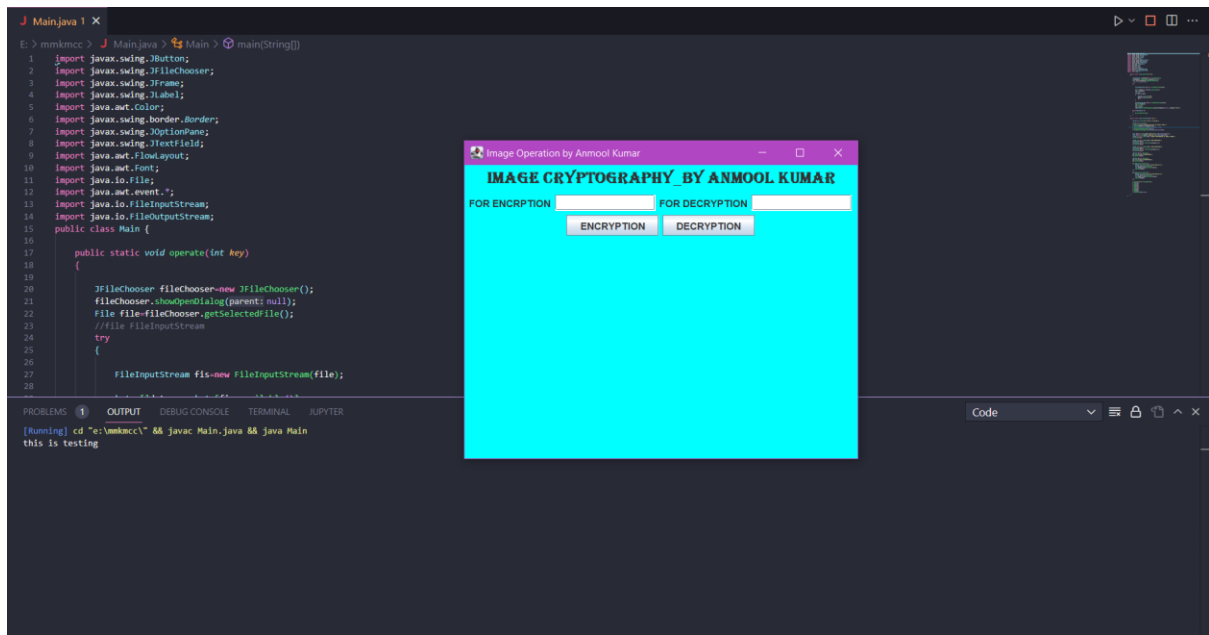 Main.java 1
E: > mmkmcc > Main.java > Main > main(String[])
1 import javax.swing.JButton;
2 import javax.swing.JFileChooser;
3 import javax.swing.JFrame;
4 import javax.swing.JLabel;
5 import java.awt.Color;
6 import javax.swing.border.Border;
7 import javax.swing.JOptionPane;
8 import javax.swing.JTextField;
9 import java.awt.FlowLayout;
10 import java.awt.Font;
11 import java.io.File;
12 import java.awt.event.*;
13 import java.io.FileInputStream;
14 import java.io.FileOutputStream;
15 public class Main {
16
17 public static void operate(int key)
18 {
19
20 JFileChooser fileChooser=new JFileChooser();
21 fileChooser.showOpenDialog(parent: null);
22 File file=fileChooser.getSelectedFile();
23 //file FileInputStream
24 try
25 {
26
27 FileInputStream fis=new FileInputStream(file);
28
Image Operation by Anmool Kumar
IMAGE CRYPTOGRAPHY_BY ANMOOL KUMAR
FOR ENCRPTION FOR DECRYPTION
ENCRYPTION DECRYPTION
PROBLEMS 1 OUTPUT DEBUG CONSOLE TERMINAL JUPYTER Code
[Running] cd "e:\mmkmcc\" && javac Main.java && java Main
this is testing